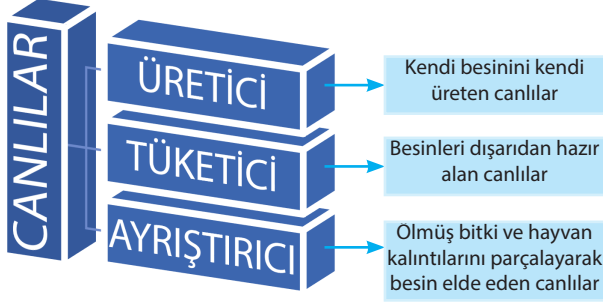 CANLILAR
ÜRETİCİ
Kendi besinini kendi
üreten canlılar
TÜKETİCİ
Besinleri dışarıdan hazır
alan canlılar
AYRIŞTIRICI
Ölmüş bitki ve hayvan
kalıntılarını parçalayarak
besin elde eden canlılar